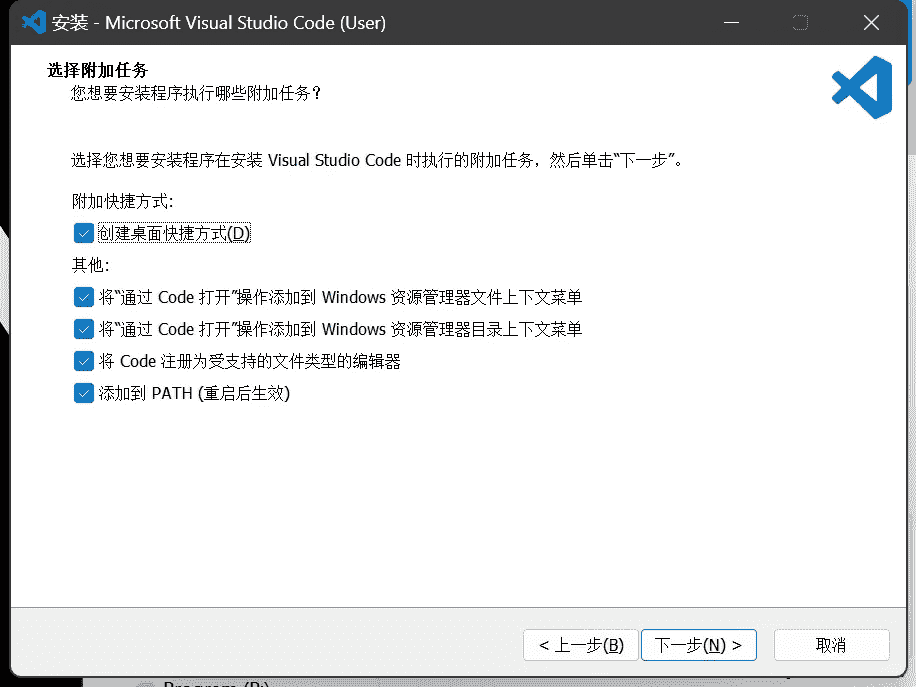 安装 - Microsoft Visual Studio Code (User)
选择附加任务
您想要安装程序执行哪些附加任务？
选择您想要安装程序在安装 Visual Studio Code 时执行的附加任务，然后单击“下一步”。
附加快捷方式:
创建桌面快捷方式(D)
其他:
将“通过 Code 打开”操作添加到 Windows 资源管理器文件上下文菜单
将“通过 Code 打开”操作添加到 Windows 资源管理器目录上下文菜单
将 Code 注册为受支持的文件类型的编辑器
添加到 PATH (重启后生效)
< 上一步(B)
下一步(N) >
取消